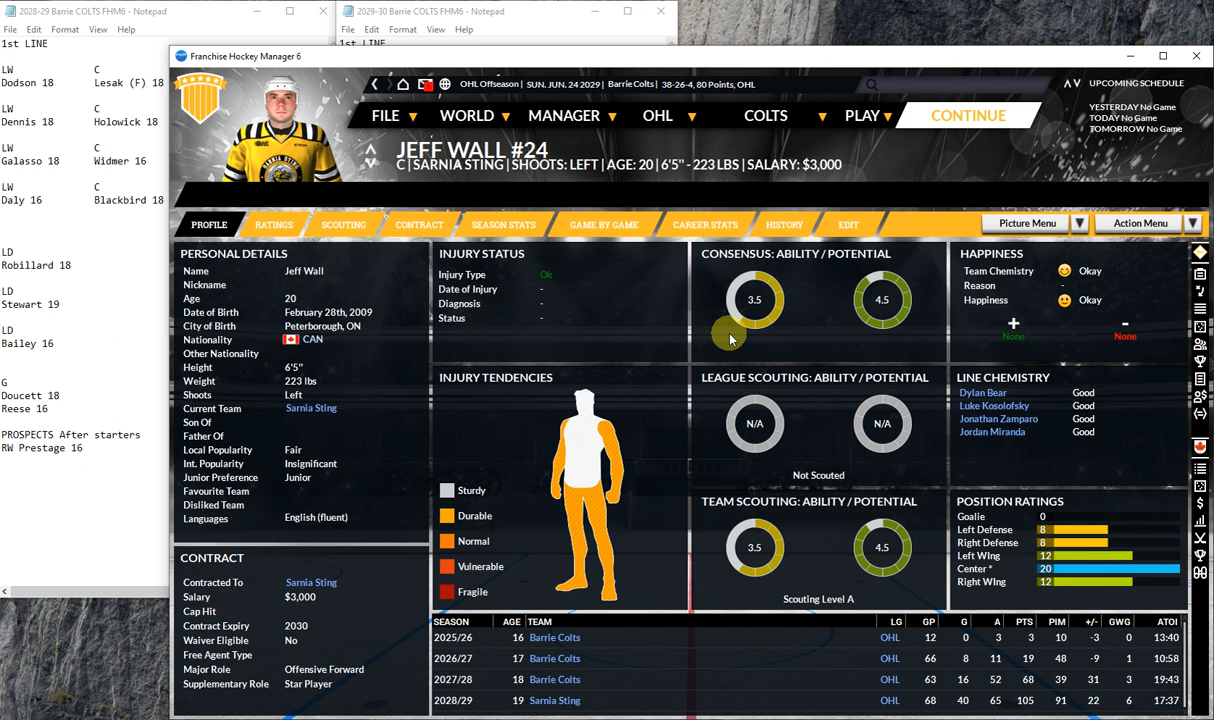 2028-29 Barrie COLTS FHM6 - Notepad
File Edit Format View Help
1st LINE
LW C
Dodson 18 Lesak (F) 18
LW C
Dennis 18 Holowick 18
LW C
Galasso 18 Widmer 16
LW C
Daly 16 Blackbird 18
LD
Robillard 18
LD
Stewart 19
LD
Bailey 16
G
Doucett 18
Reese 16
PROSPECTS After starters
RW Prestage 16
2029-30 Barrie COLTS FHM6 - Notepad
File Edit Format View Help
1st LINE
Franchise Hockey Manager 6
OHL Offseason | SUN. JUN. 24 2029 | Barrie Colts | 38-26-4, 80 Points, OHL
FILE WORLD MANAGER OHL COLTS PLAY CONTINUE
UPCOMING SCHEDULE
YESTERDAY No Game
TODAY No Game
TOMORROW No Game
JEFF WALL #24
C | SARNIA STING | SHOOTS: LEFT | AGE: 20 | 6'5" - 223 LBS | SALARY: $3,000
PROFILE RATINGS SCOUTING CONTRACT SEASON STATS GAME BY GAME CAREER STATS HISTORY EDIT Picture Menu Action Menu
PERSONAL DETAILS
Name Jeff Wall
Nickname
Age 20
Date of Birth February 28th, 2009
City of Birth Peterborough, ON
Nationality CAN
Other Nationality
Height 6'5"
Weight 223 lbs
Shoots Left
Current Team Sarnia Sting
Son Of
Father Of
Local Popularity Fair
Int. Popularity Insignificant
Junior Preference Junior
Favourite Team
Disliked Team
Languages English (fluent)
CONTRACT
Contracted To Sarnia Sting
Salary $3,000
Cap Hit
Contract Expiry 2030
Waiver Eligible No
Free Agent Type
Major Role Offensive Forward
Supplementary Role Star Player
INJURY STATUS
Injury Type Ok
Date of Injury -
Diagnosis -
Status -
INJURY TENDENCIES
Sturdy
Durable
Normal
Vulnerable
Fragile
CONSENSUS: ABILITY / POTENTIAL
3.5 4.5
LEAGUE SCOUTING: ABILITY / POTENTIAL
N/A N/A
Not Scouted
TEAM SCOUTING: ABILITY / POTENTIAL
3.5 4.5
Scouting Level A
HAPPINESS
Team Chemistry Okay
Reason -
Happiness Okay
+ -
None None
LINE CHEMISTRY
Dylan Bear Good
Luke Kosolofsky Good
Jonathan Zamparo Good
Jordan Miranda Good
POSITION RATINGS
Goalie 0
Left Defense 8
Right Defense 8
Left Wing 12
Center * 20
Right Wing 12
SEASON AGE TEAM LG GP G A PTS PIM +/- GWG ATOI
2025/26 16 Barrie Colts OHL 12 0 3 3 10 -3 0 13:40
2026/27 17 Barrie Colts OHL 66 8 11 19 48 -9 1 10:58
2027/28 18 Barrie Colts OHL 63 16 52 68 39 31 3 19:43
2028/29 19 Sarnia Sting OHL 68 40 65 105 91 22 6 17:37